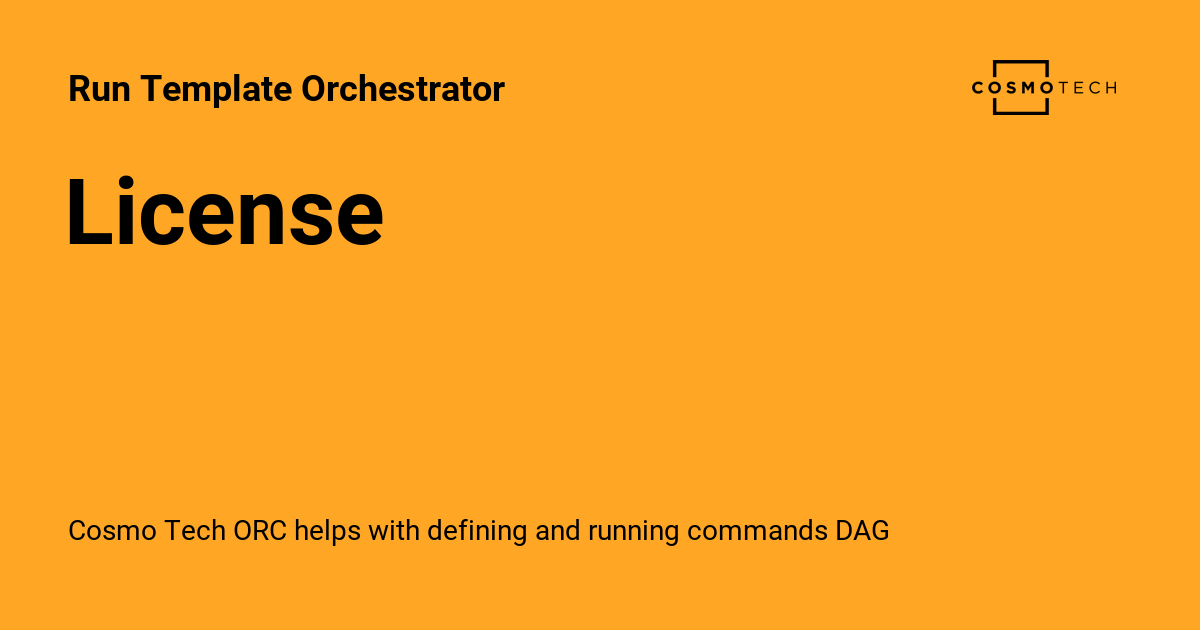 Run Template Orchestrator
COSMOTECH
License
Cosmo Tech ORC helps with defining and running commands DAG